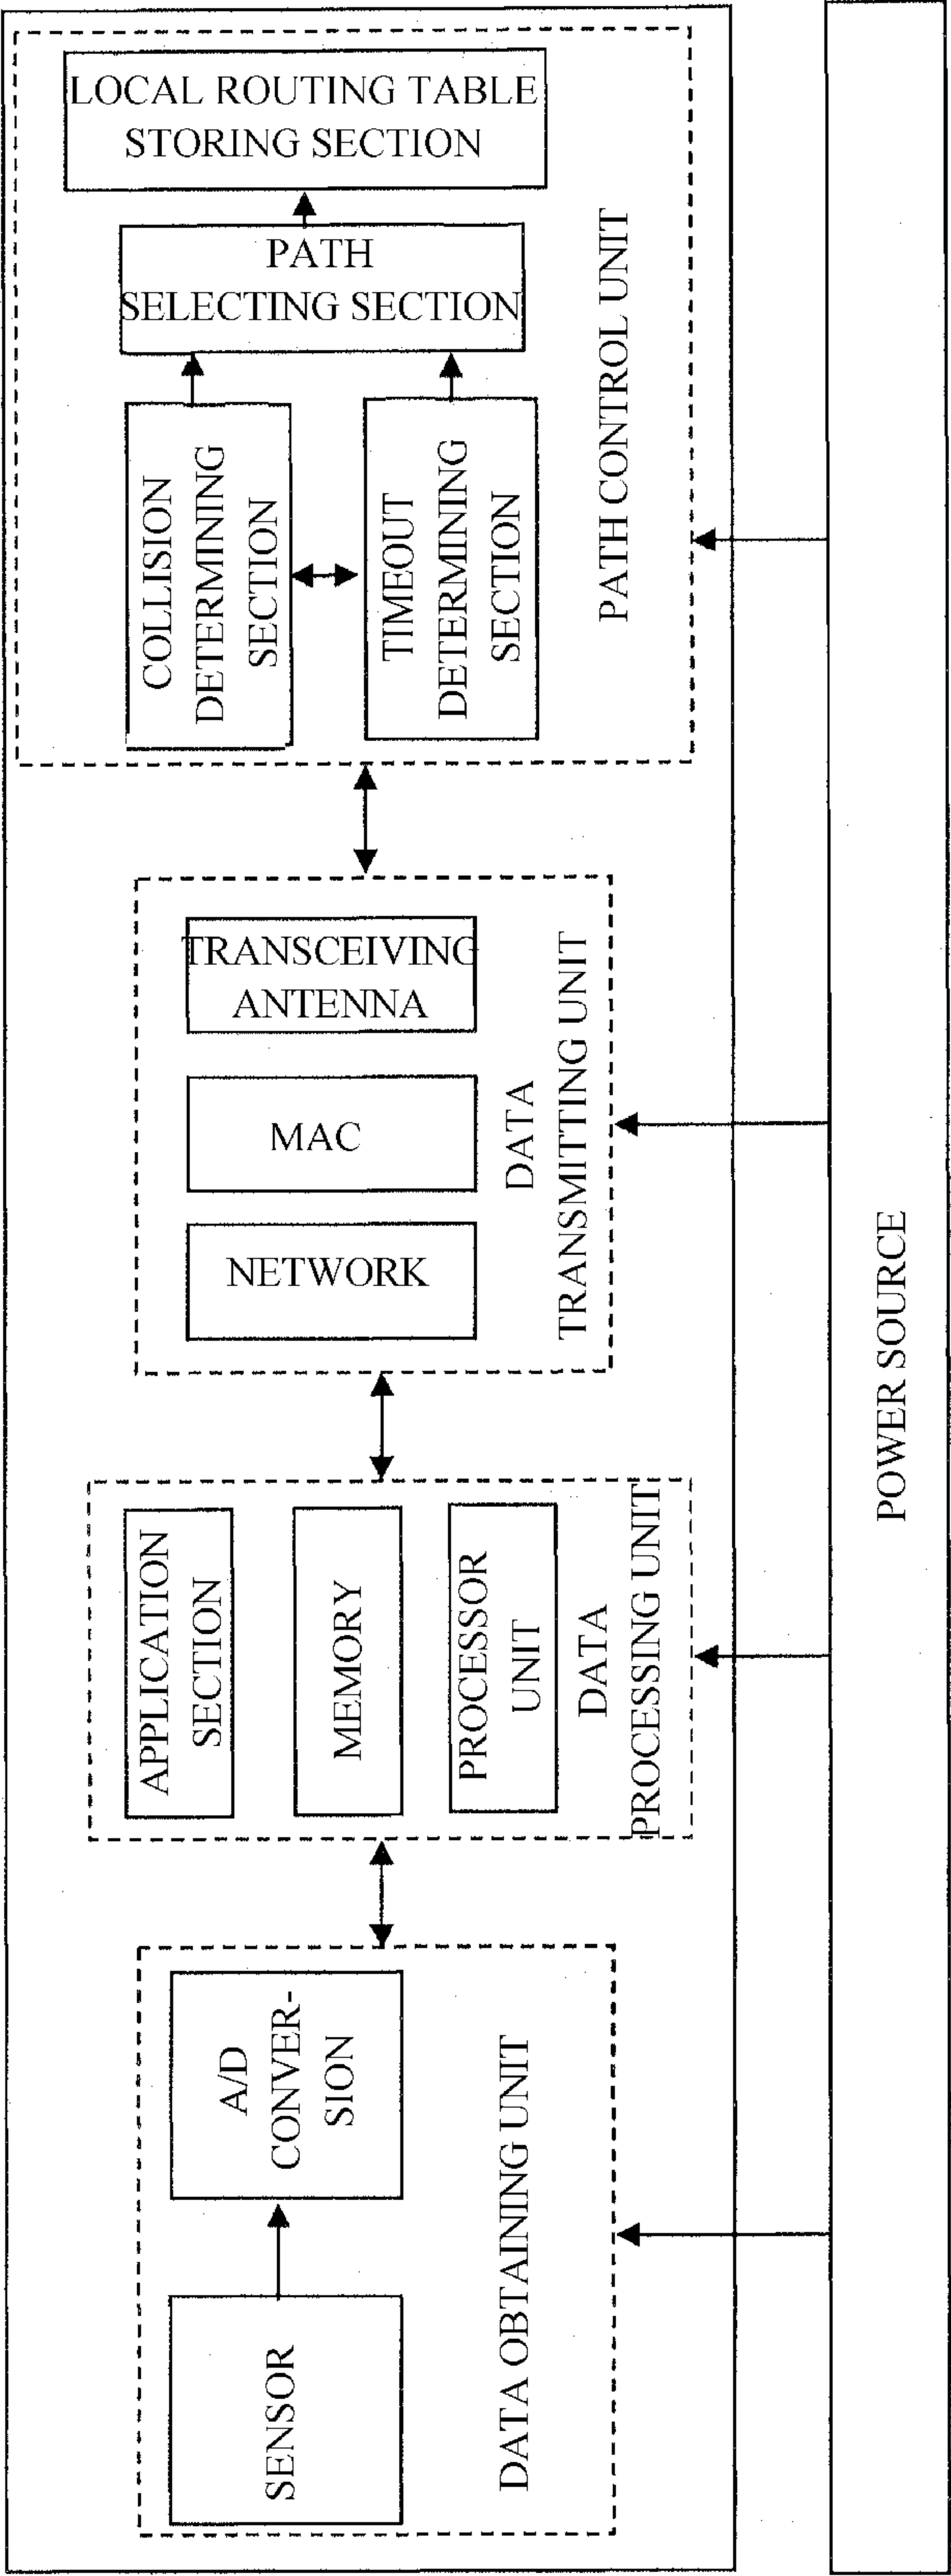 LOCAL ROUTING TABLE
STORING SECTION
PATH
SELECTING SECTION
COLLISION
DETERMINING
SECTION
TIMEOUT
DETERMINING
SECTION
PATH CONTROL UNIT
TRANSCEIVING
ANTENNA
MAC
NETWORK
DATA
TRANSMITTING UNIT
APPLICATION
SECTION
MEMORY
PROCESSOR
UNIT
DATA
PROCESSING UNIT
A/D
CONVER-
SION
SENSOR
DATA OBTAINING UNIT
POWER SOURCE